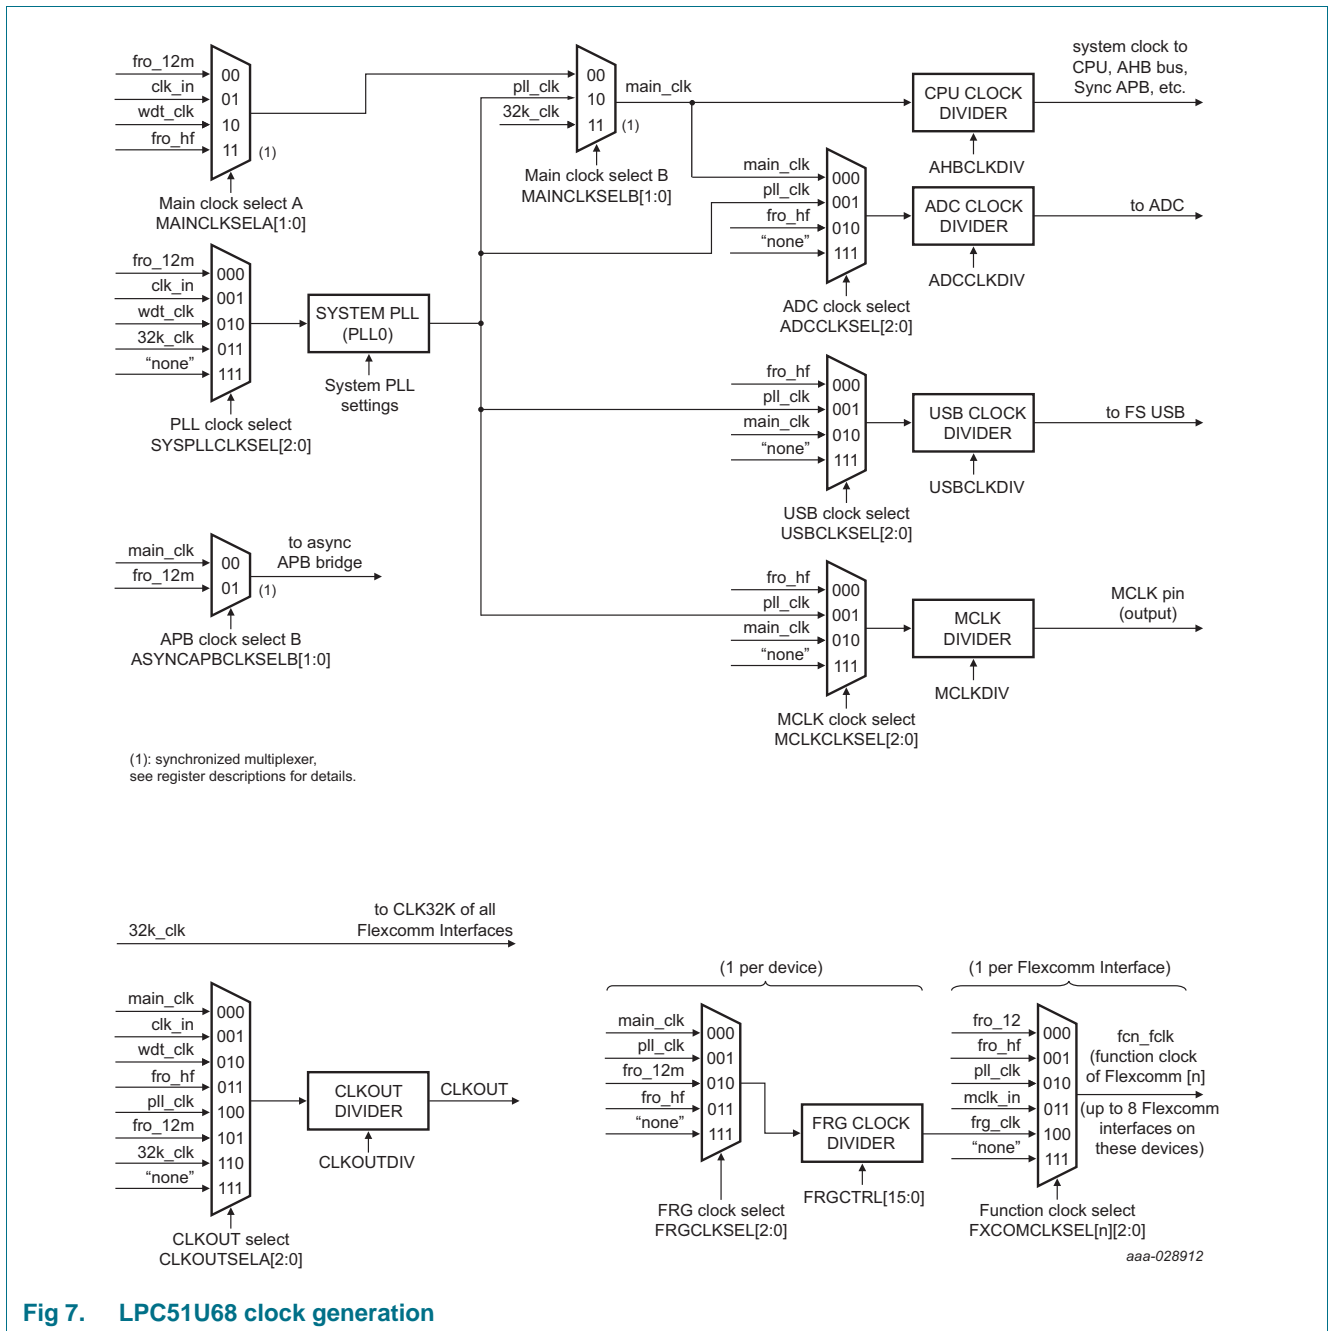 fro_12m
clk_in
wdt_clk
fro_hf
00
01
10
11
(1)
Main clock select A
MAINCLKSELA[1:0]
pll_clk
32k_clk
00
10
11
(1)
main_clk
Main clock select B
MAINCLKSELB[1:0]
CPU CLOCK
DIVIDER
AHBCLKDIV
system clock to
CPU, AHB bus,
Sync APB, etc.
main_clk
pll_clk
fro_hf
“none”
000
001
010
111
ADC clock select
ADCCLKSEL[2:0]
ADC CLOCK
DIVIDER
ADCCLKDIV
to ADC
fro_12m
clk_in
wdt_clk
32k_clk
“none”
000
001
010
011
111
PLL clock select
SYSPLLCLKSEL[2:0]
SYSTEM PLL
(PLL0)
System PLL
settings
fro_hf
pll_clk
main_clk
“none”
000
001
010
111
USB clock select
USBCLKSEL[2:0]
USB CLOCK
DIVIDER
USBCLKDIV
to FS USB
main_clk
fro_12m
00
01
(1)
to async
APB bridge
APB clock select B
ASYNCAPBCLKSELB[1:0]
fro_hf
pll_clk
main_clk
“none”
000
001
010
111
MCLK clock select
MCLKCLKSEL[2:0]
MCLK
DIVIDER
MCLKDIV
MCLK pin
(output)
(1): synchronized multiplexer,
see register descriptions for details.
32k_clk
to CLK32K of all
Flexcomm Interfaces
main_clk
clk_in
wdt_clk
fro_hf
pll_clk
fro_12m
32k_clk
“none”
000
001
010
011
100
101
110
111
CLKOUT select
CLKOUTSELA[2:0]
CLKOUT
DIVIDER
CLKOUTDIV
CLKOUT
(1 per device)
main_clk
pll_clk
fro_12m
fro_hf
“none”
000
001
010
011
111
FRG clock select
FRGCLKSEL[2:0]
FRG CLOCK
DIVIDER
FRGCTRL[15:0]
(1 per Flexcomm Interface)
fro_12
fro_hf
pll_clk
mclk_in
frg_clk
“none”
000
001
010
011
100
111
Function clock select
FXCOMCLKSEL[n][2:0]
fcn_fclk
(function clock
of Flexcomm [n]
(up to 8 Flexcomm
interfaces on
these devices)
aaa-028912
Fig 7. LPC51U68 clock generation